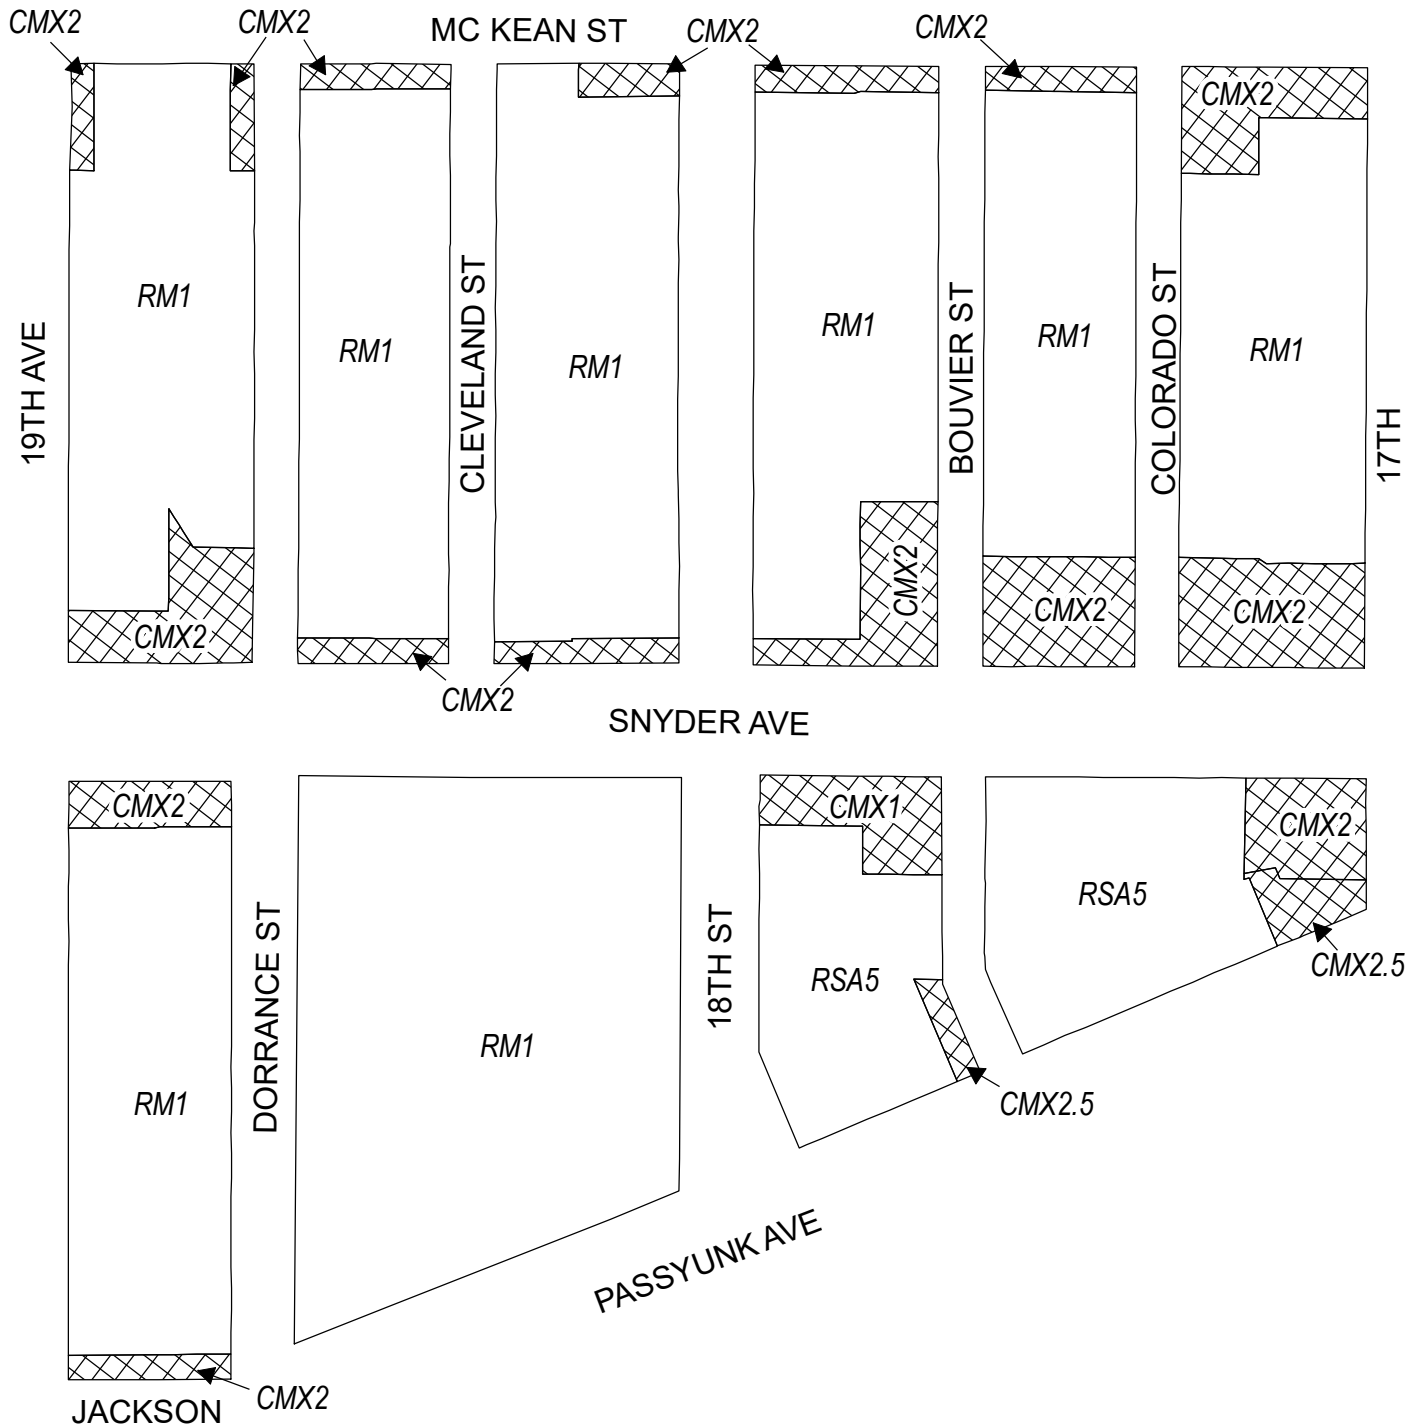 CMX2
CMX2
MC KEAN ST
CMX2
CMX2
CMX2
RM1
RM1
RM1
RM1
RM1
RM1
19TH AVE
CLEVELAND ST
BOUVIER ST
COLORADO ST
17TH
CMX2
CMX2
CMX2
CMX2
CMX2
SNYDER AVE
CMX2
CMX1
CMX2
RSA5
RSA5
CMX2.5
DORRANCE ST
18TH ST
RM1
RM1
CMX2.5
PASSYUNK AVE
CMX2
JACKSON